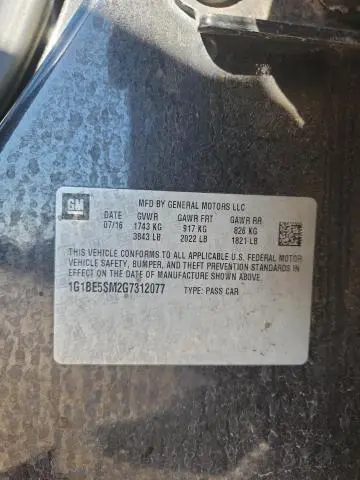 GM
MFD BY GENERAL MOTORS LLC
DATE GVWR GAWR FRT GAWR RR
07/16 1743 KG 917 KG 826 KG
3843 LB 2022 LB 1821 LB
THIS VEHICLE CONFORMS TO ALL APPLICABLE U.S. FEDERAL MOTOR
VEHICLE SAFETY, BUMPER, AND THEFT PREVENTION STANDARDS IN
EFFECT ON THE DATE OF MANUFACTURE SHOWN ABOVE.
1G1BE5SM2G7312077 TYPE: PASS CAR